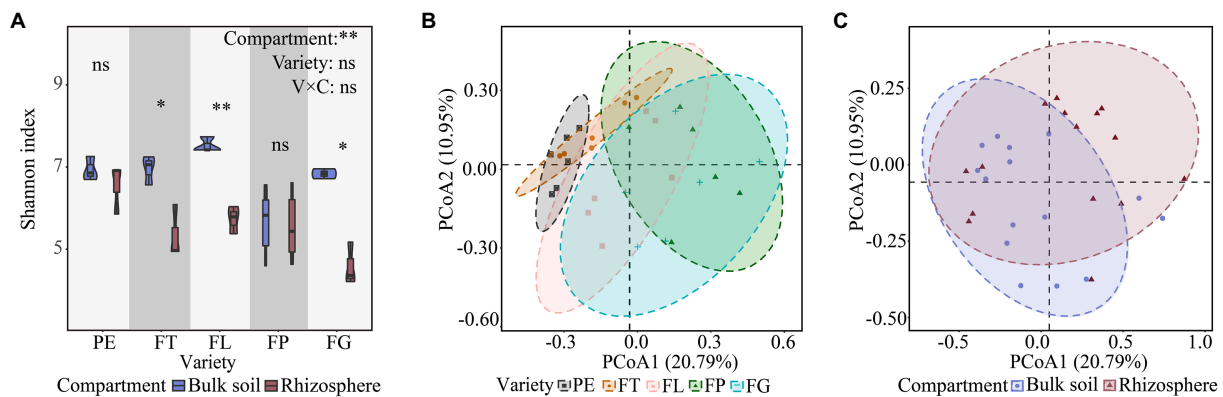 A
Compartment:**
Variety: ns
V×C: ns
ns
*
**
ns
*
9
7
5
Shannon index
PE FT FL FP FG
Variety
Compartment Bulk soil Rhizosphere
B
0.30
0.00
-0.30
-0.60
PCoA2 (10.95%)
-0.3 0.0 0.3 0.6
PCoA1 (20.79%)
Variety PE FT FL FP FG
C
0.25
0.00
-0.25
-0.50
PCoA2 (10.95%)
-0.5 0.0 0.5 1.0
PCoA1 (20.79%)
Compartment Bulk soil Rhizosphere